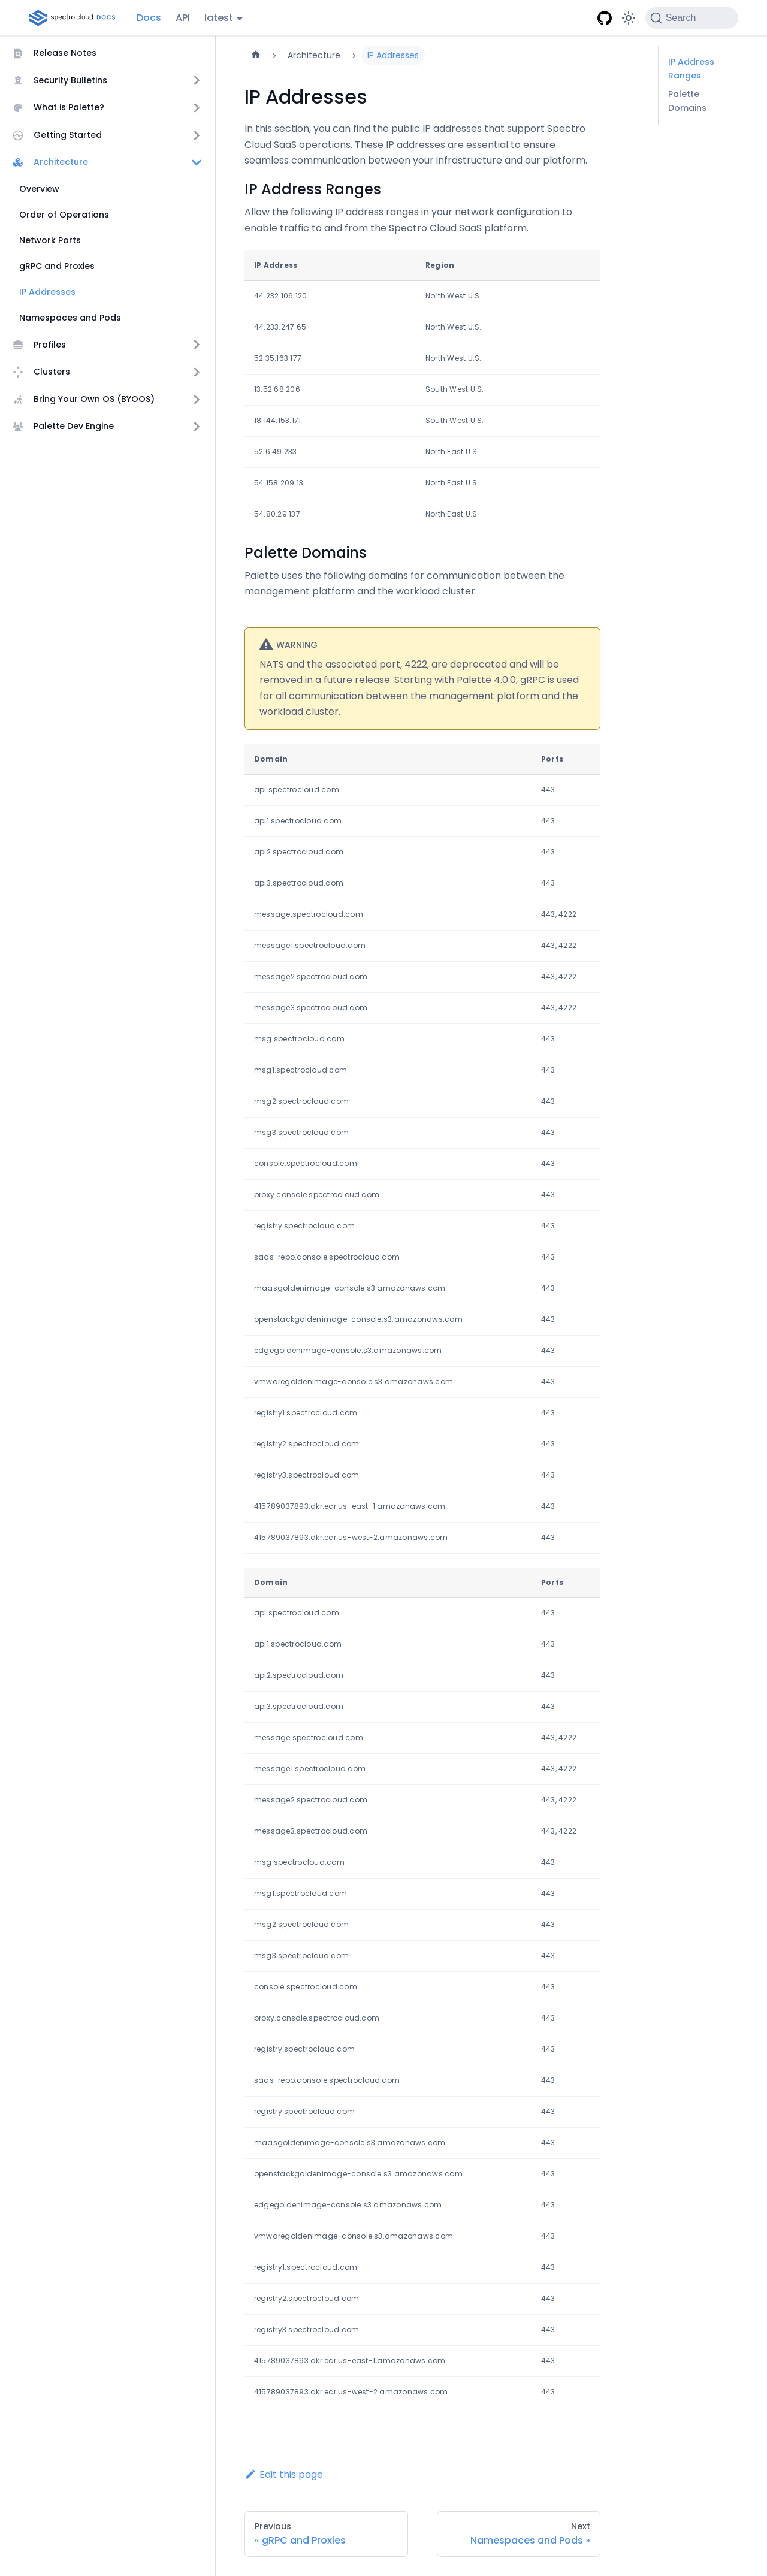 spectro cloud DOCS
Docs
API
latest
Search
Release Notes
Security Bulletins
What is Palette?
Getting Started
Architecture
Overview
Order of Operations
Network Ports
gRPC and Proxies
IP Addresses
Namespaces and Pods
Profiles
Clusters
Bring Your Own OS (BYOOS)
Palette Dev Engine
Architecture
IP Addresses
IP Addresses
In this section, you can find the public IP addresses that support Spectro
Cloud SaaS operations. These IP addresses are essential to ensure
seamless communication between your infrastructure and our platform.
IP Address Ranges
Allow the following IP address ranges in your network configuration to
enable traffic to and from the Spectro Cloud SaaS platform.
IP Address Region
44.232.106.120 North West U.S.
44.233.247.65 North West U.S.
52.35.163.177 North West U.S.
13.52.68.206 South West U.S.
18.144.153.171 South West U.S.
52.6.49.233 North East U.S.
54.158.209.13 North East U.S.
54.80.29.137 North East U.S.
Palette Domains
Palette uses the following domains for communication between the
management platform and the workload cluster.
WARNING
NATS and the associated port, 4222, are deprecated and will be
removed in a future release. Starting with Palette 4.0.0, gRPC is used
for all communication between the management platform and the
workload cluster.
Domain Ports
api.spectrocloud.com 443
api1.spectrocloud.com 443
api2.spectrocloud.com 443
api3.spectrocloud.com 443
message.spectrocloud.com 443, 4222
message1.spectrocloud.com 443, 4222
message2.spectrocloud.com 443, 4222
message3.spectrocloud.com 443, 4222
msg.spectrocloud.com 443
msg1.spectrocloud.com 443
msg2.spectrocloud.com 443
msg3.spectrocloud.com 443
console.spectrocloud.com 443
proxy.console.spectrocloud.com 443
registry.spectrocloud.com 443
saas-repo.console.spectrocloud.com 443
maasgoldenimage-console.s3.amazonaws.com 443
openstackgoldenimage-console.s3.amazonaws.com 443
edgegoldenimage-console.s3.amazonaws.com 443
vmwaregoldenimage-console.s3.amazonaws.com 443
registry1.spectrocloud.com 443
registry2.spectrocloud.com 443
registry3.spectrocloud.com 443
415789037893.dkr.ecr.us-east-1.amazonaws.com 443
415789037893.dkr.ecr.us-west-2.amazonaws.com 443
Domain Ports
api.spectrocloud.com 443
api1.spectrocloud.com 443
api2.spectrocloud.com 443
api3.spectrocloud.com 443
message.spectrocloud.com 443, 4222
message1.spectrocloud.com 443, 4222
message2.spectrocloud.com 443, 4222
message3.spectrocloud.com 443, 4222
msg.spectrocloud.com 443
msg1.spectrocloud.com 443
msg2.spectrocloud.com 443
msg3.spectrocloud.com 443
console.spectrocloud.com 443
proxy.console.spectrocloud.com 443
registry.spectrocloud.com 443
saas-repo.console.spectrocloud.com 443
registry.spectrocloud.com 443
maasgoldenimage-console.s3.amazonaws.com 443
openstackgoldenimage-console.s3.amazonaws.com 443
edgegoldenimage-console.s3.amazonaws.com 443
vmwaregoldenimage-console.s3.amazonaws.com 443
registry1.spectrocloud.com 443
registry2.spectrocloud.com 443
registry3.spectrocloud.com 443
415789037893.dkr.ecr.us-east-1.amazonaws.com 443
415789037893.dkr.ecr.us-west-2.amazonaws.com 443
Edit this page
Previous
« gRPC and Proxies
Next
Namespaces and Pods »
IP Address
Ranges
Palette
Domains